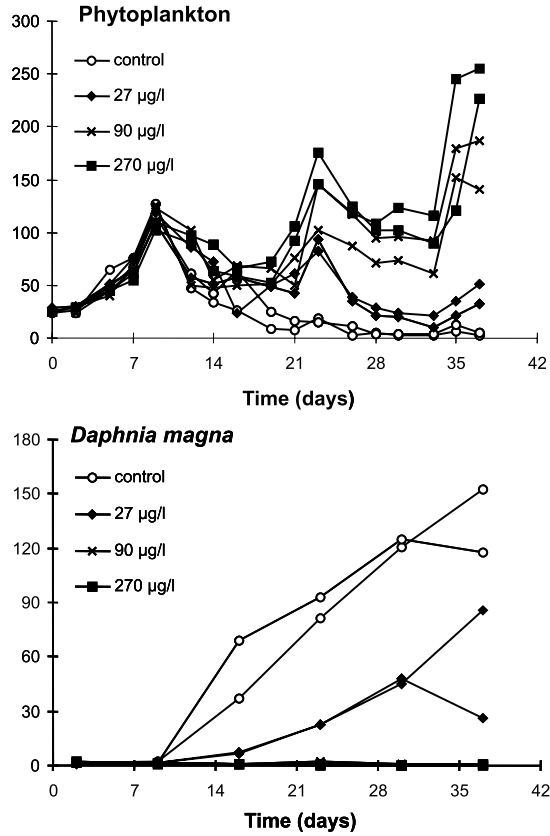 Phytoplankton
300
250
200
150
100
50
0
control
27 µg/l
90 µg/l
270 µg/l
0 7 14 21 28 35 42
Time (days)
Daphnia magna
180
150
120
90
60
30
0
control
27 µg/l
90 µg/l
270 µg/l
0 7 14 21 28 35 42
Time (days)